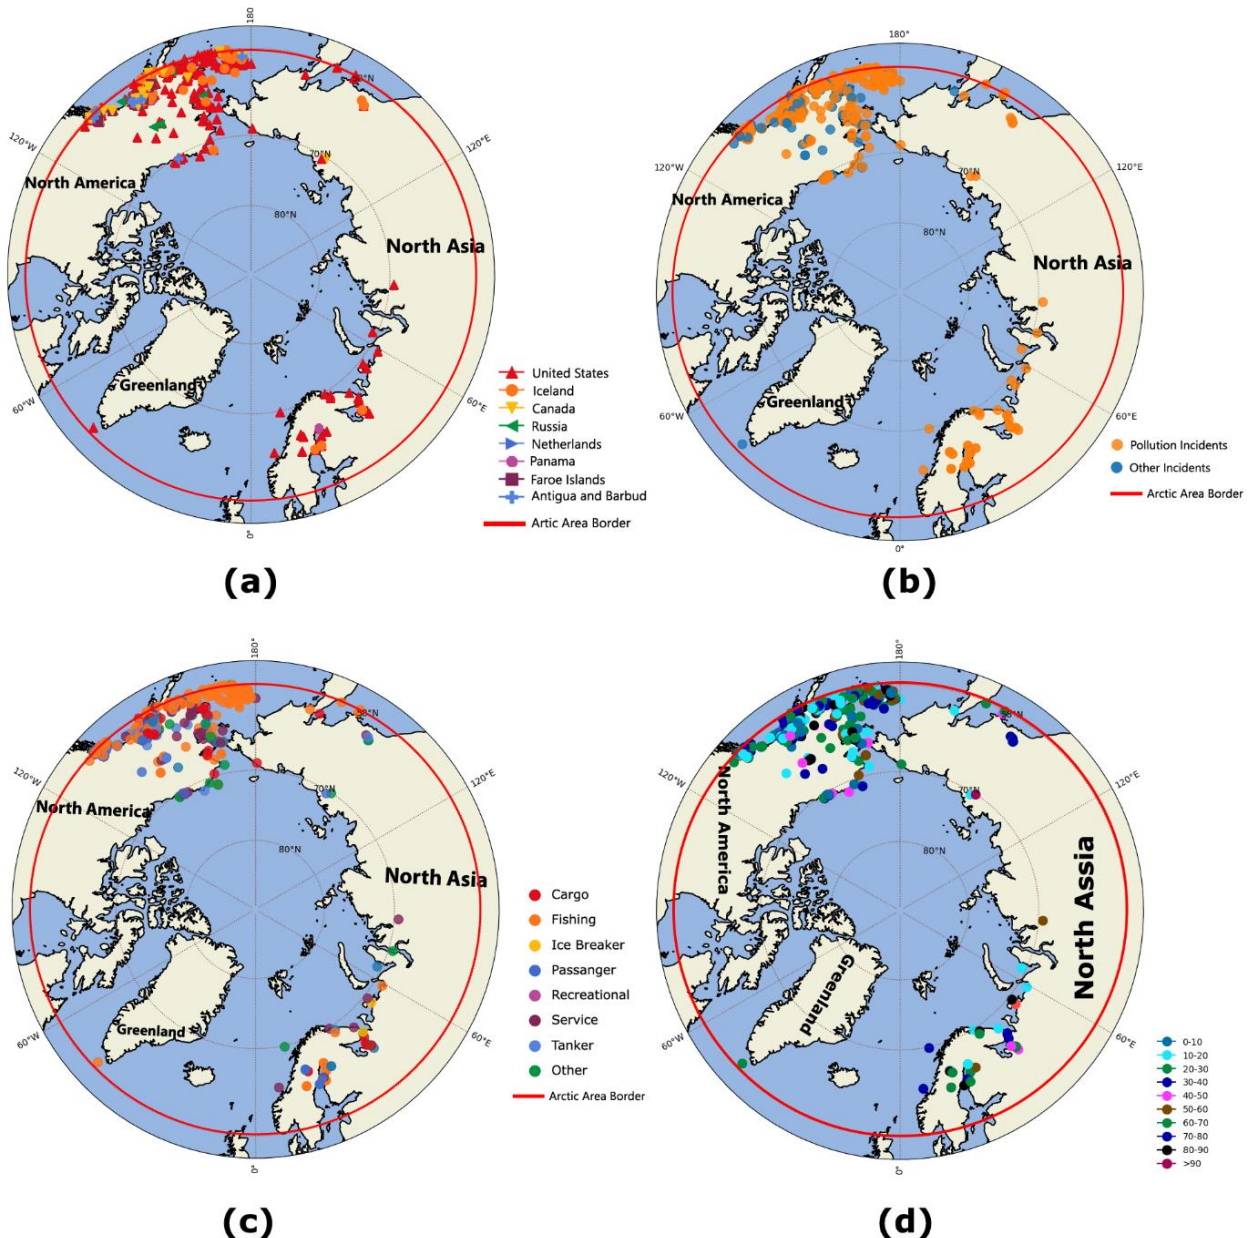 180
50°N
120°W
120°E
70°N
North America
80°N
North Asia
Greenland
60°W
60°E
0°
United States
Iceland
Canada
Russia
Netherlands
Panama
Faroe Islands
Antigua and Barbud
Artic Area Border
(a)
180°
120°W
120°E
70°N
North America
80°N
North Asia
Greenland
60°W
60°E
0°
Pollution Incidents
Other Incidents
Arctic Area Border
(b)
180°
50°N
120°W
120°E
70°N
North America
80°N
North Asia
Greenland
60°W
60°E
0°
Cargo
Fishing
Ice Breaker
Passanger
Recreational
Service
Tanker
Other
Arctic Area Border
(c)
180°
50°N
120°W
120°E
70°N
North America
80°N
North Assia
Greenland
60°W
60°E
0°
0-10
10-20
20-30
30-40
40-50
50-60
60-70
70-80
80-90
>90
(d)